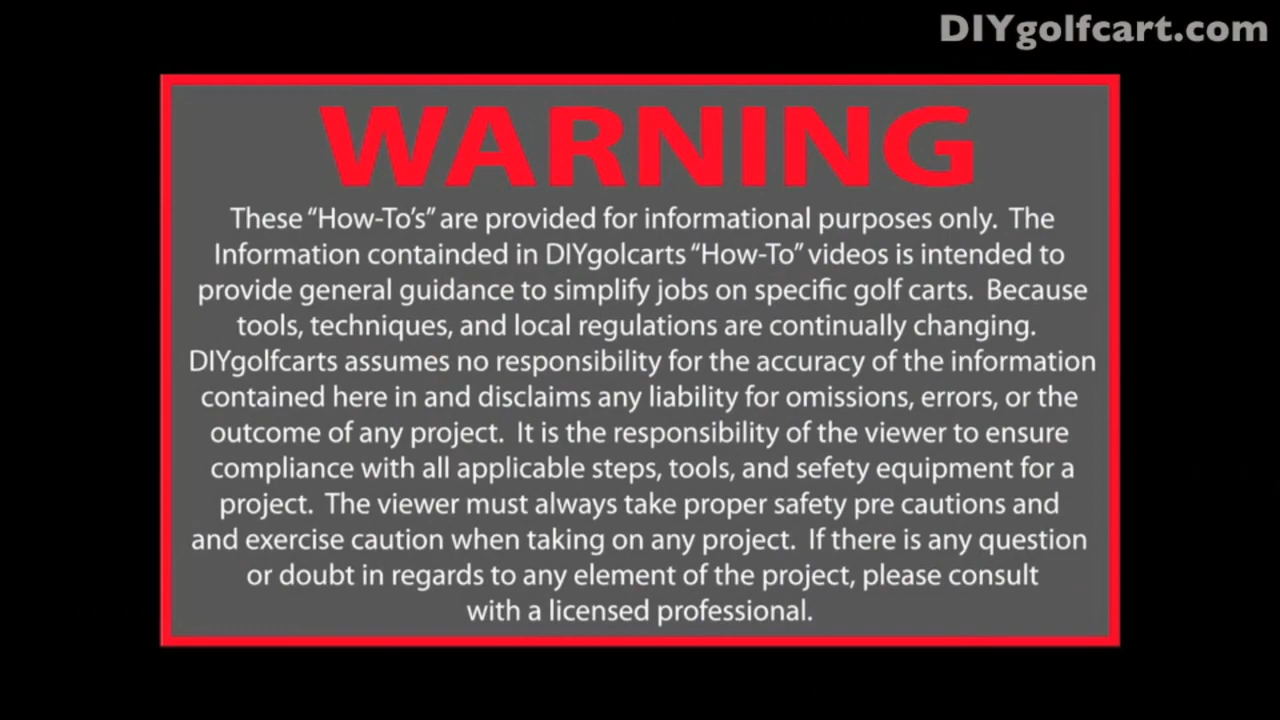 DIYgolfcart.com
WARNING
These “How-To’s” are provided for informational purposes only.  The
Information containded in DIYgolcarts “How-To” videos is intended to
provide general guidance to simplify jobs on specific golf carts.  Because
tools, techniques, and local regulations are continually changing.
DIYgolfcarts assumes no responsibility for the accuracy of the information
contained here in and disclaims any liability for omissions, errors, or the
outcome of any project.  It is the responsibility of the viewer to ensure
compliance with all applicable steps, tools, and sefety equipment for a
project.  The viewer must always take proper safety pre cautions and
and exercise caution when taking on any project.  If there is any question
or doubt in regards to any element of the project, please consult
with a licensed professional.